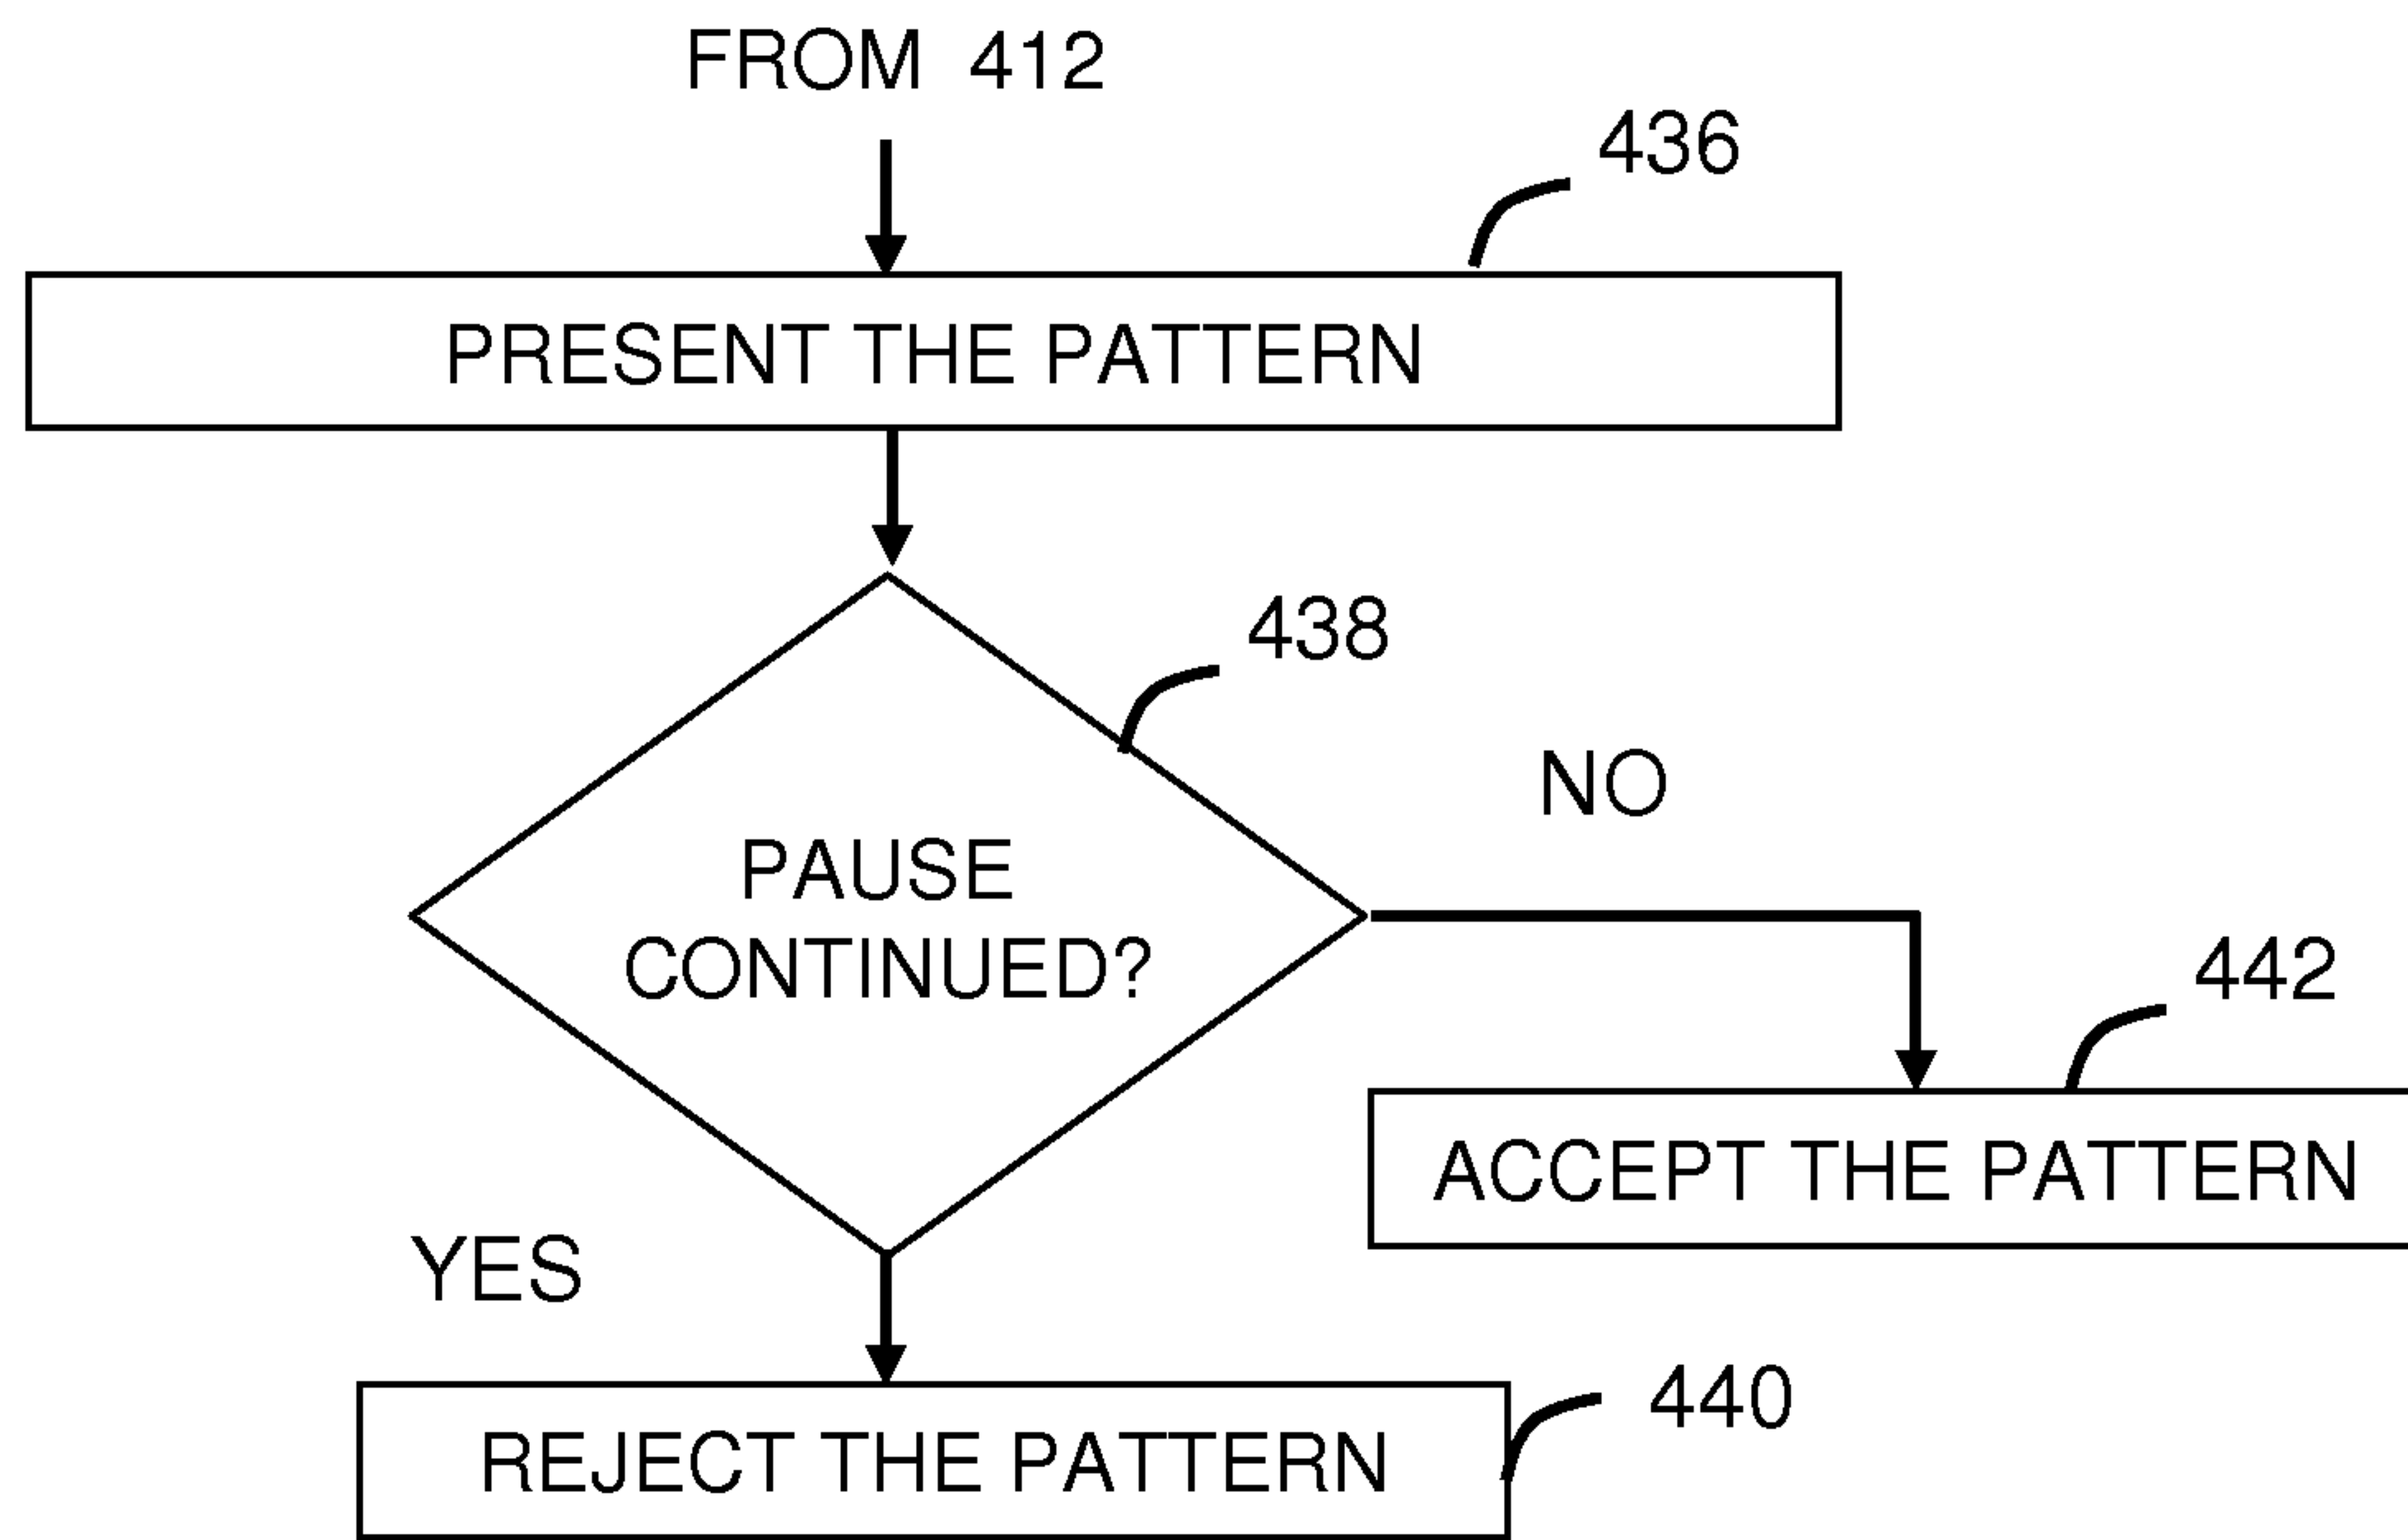 FROM 412
436
PRESENT THE PATTERN
438
NO
PAUSE
CONTINUED?
442
ACCEPT THE PATTERN
YES
440
REJECT THE PATTERN